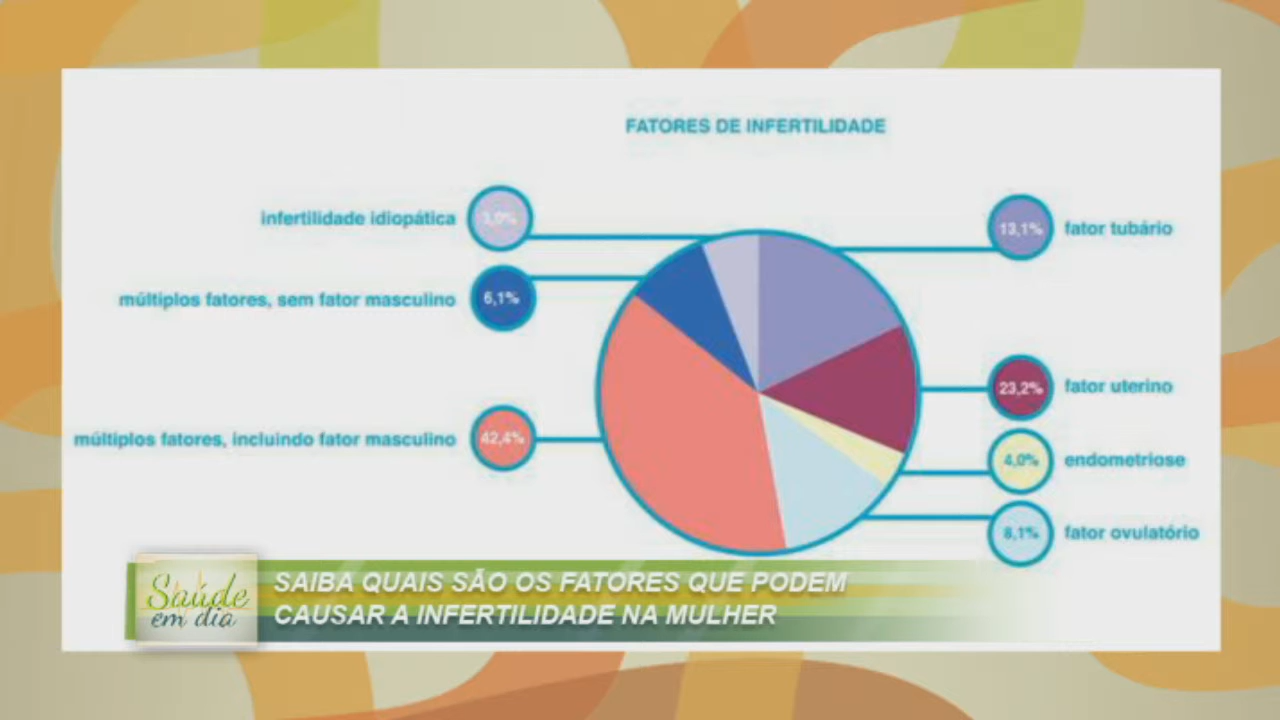 FATORES DE INFERTILIDADE
infertilidade idiopática
13,1% fator tubário
6,1%
múltiplos fatores, sem fator masculino
23,2% fator uterino
42,4%
múltiplos fatores, incluindo fator masculino
4,0% endometriose
8,1% fator ovulatório
Saúde
em dia
SAIBA QUAIS SÃO OS FATORES QUE PODEM
CAUSAR A INFERTILIDADE NA MULHER